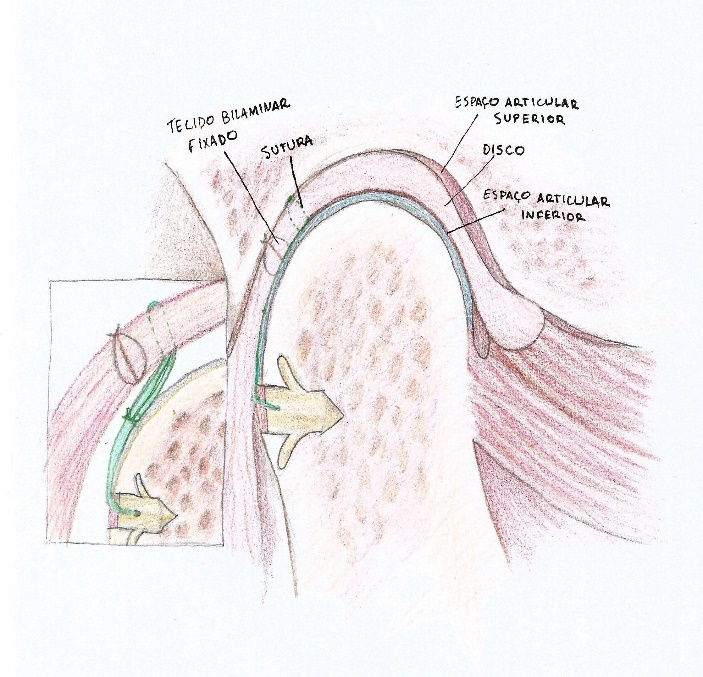 TECIDO BILAMINAR
FIXADO
SUTURA
ESPAÇO ARTICULAR
SUPERIOR
DISCO
ESPAÇO ARTICULAR
INFERIOR